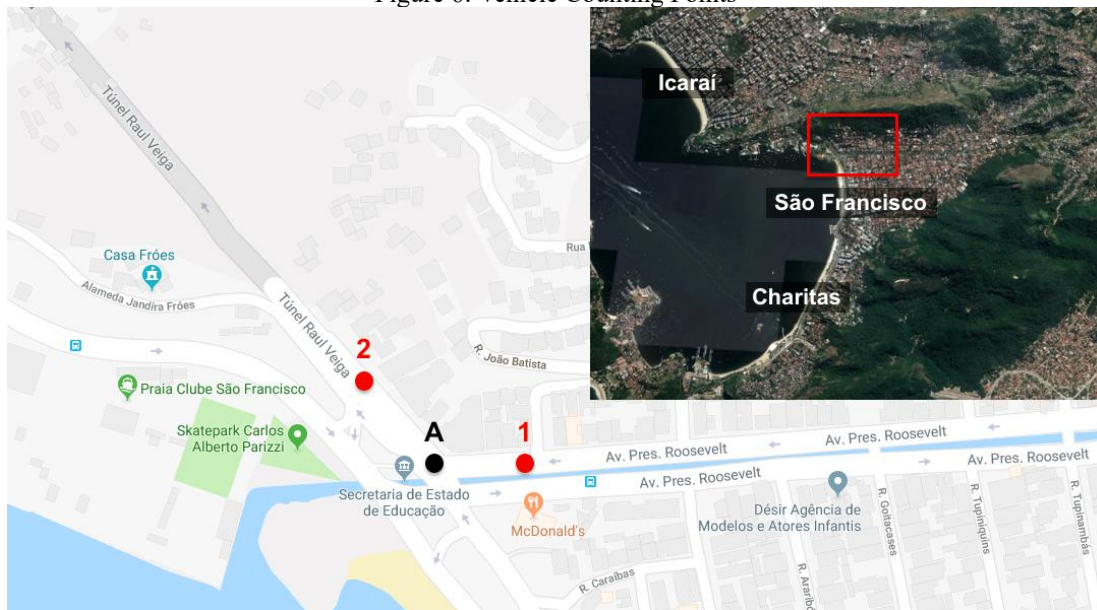 Figure 6: Vehicle Counting Points
Icaraí
São Francisco
Charitas
Túnel Raul Veiga
Casa Fróes
Alameda Jandira Fróes
Túnel Raul Veiga
Rua
R. João Batista
2
Praia Clube São Francisco
Skatepark Carlos
Alberto Parizzi
A
1
Av. Pres. Roosevelt
Av. Pres. Roosevelt
Av. Pres. Roosevelt
Av. Pres. Roosevelt
Secretaria de Estado
de Educação
McDonald's
Désir Agência de
Modelos e Atores Infantis
R. Caraíbas
R. Araribó
R. Goitacases
R. Tupiniquins
R. Tupinambás